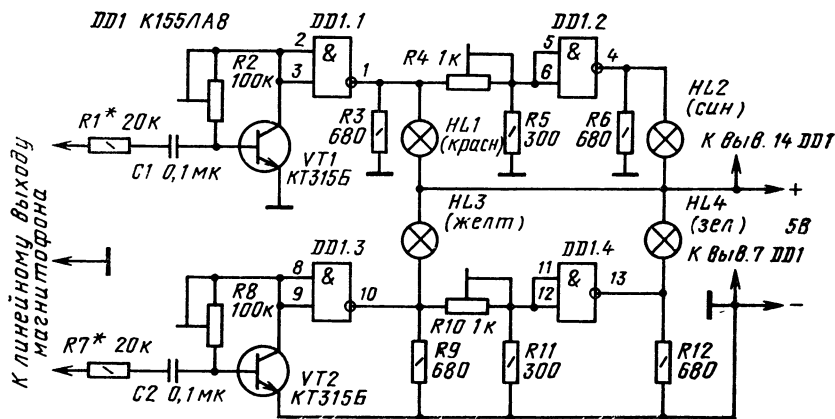 DD1 К155ЛА8
DD1.1
DD1.2
R2
100к
2
3
&
1
R4 1к
5
6
&
4
HL2
(син)
R1* 20к
C1 0,1мк
VT1
КТ315Б
R3
680
HL1
(красн)
R5
300
R6
680
К выв. 14 DD1
+
К линейному выходу
магнитофона
HL3
(желт)
HL4
(зел)
5В
DD1.3
DD1.4
К выв. 7 DD1
R8
100к
8
9
&
10
R10 1к
11
12
&
13
-
R7* 20к
C2 0,1мк
VT2
КТ315Б
R9
680
R11
300
R12
680